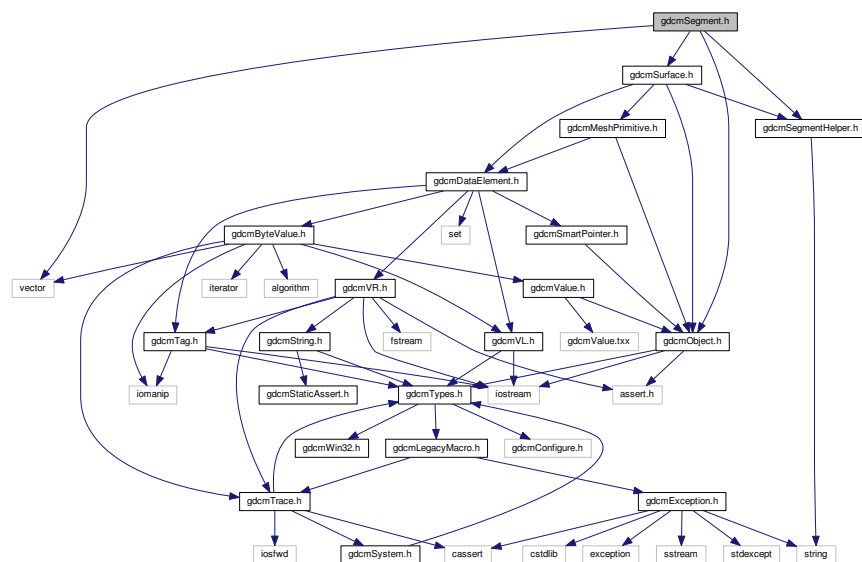 gdcmSegment.h
gdcmSurface.h
gdcmMeshPrimitive.h
gdcmSegmentHelper.h
gdcmDataElement.h
gdcmByteValue.h
set
gdcmSmartPointer.h
vector
iterator
algorithm
gdcmVR.h
gdcmValue.h
gdcmTag.h
gdcmString.h
fstream
gdcmVL.h
gdcmValue.txx
gdcmObject.h
iomanip
gdcmStaticAssert.h
gdcmTypes.h
iostream
assert.h
gdcmWin32.h
gdcmLegacyMacro.h
gdcmConfigure.h
gdcmTrace.h
gdcmException.h
iosfwd
gdcmSystem.h
cassert
cstdlib
exception
sstream
stdexcept
string